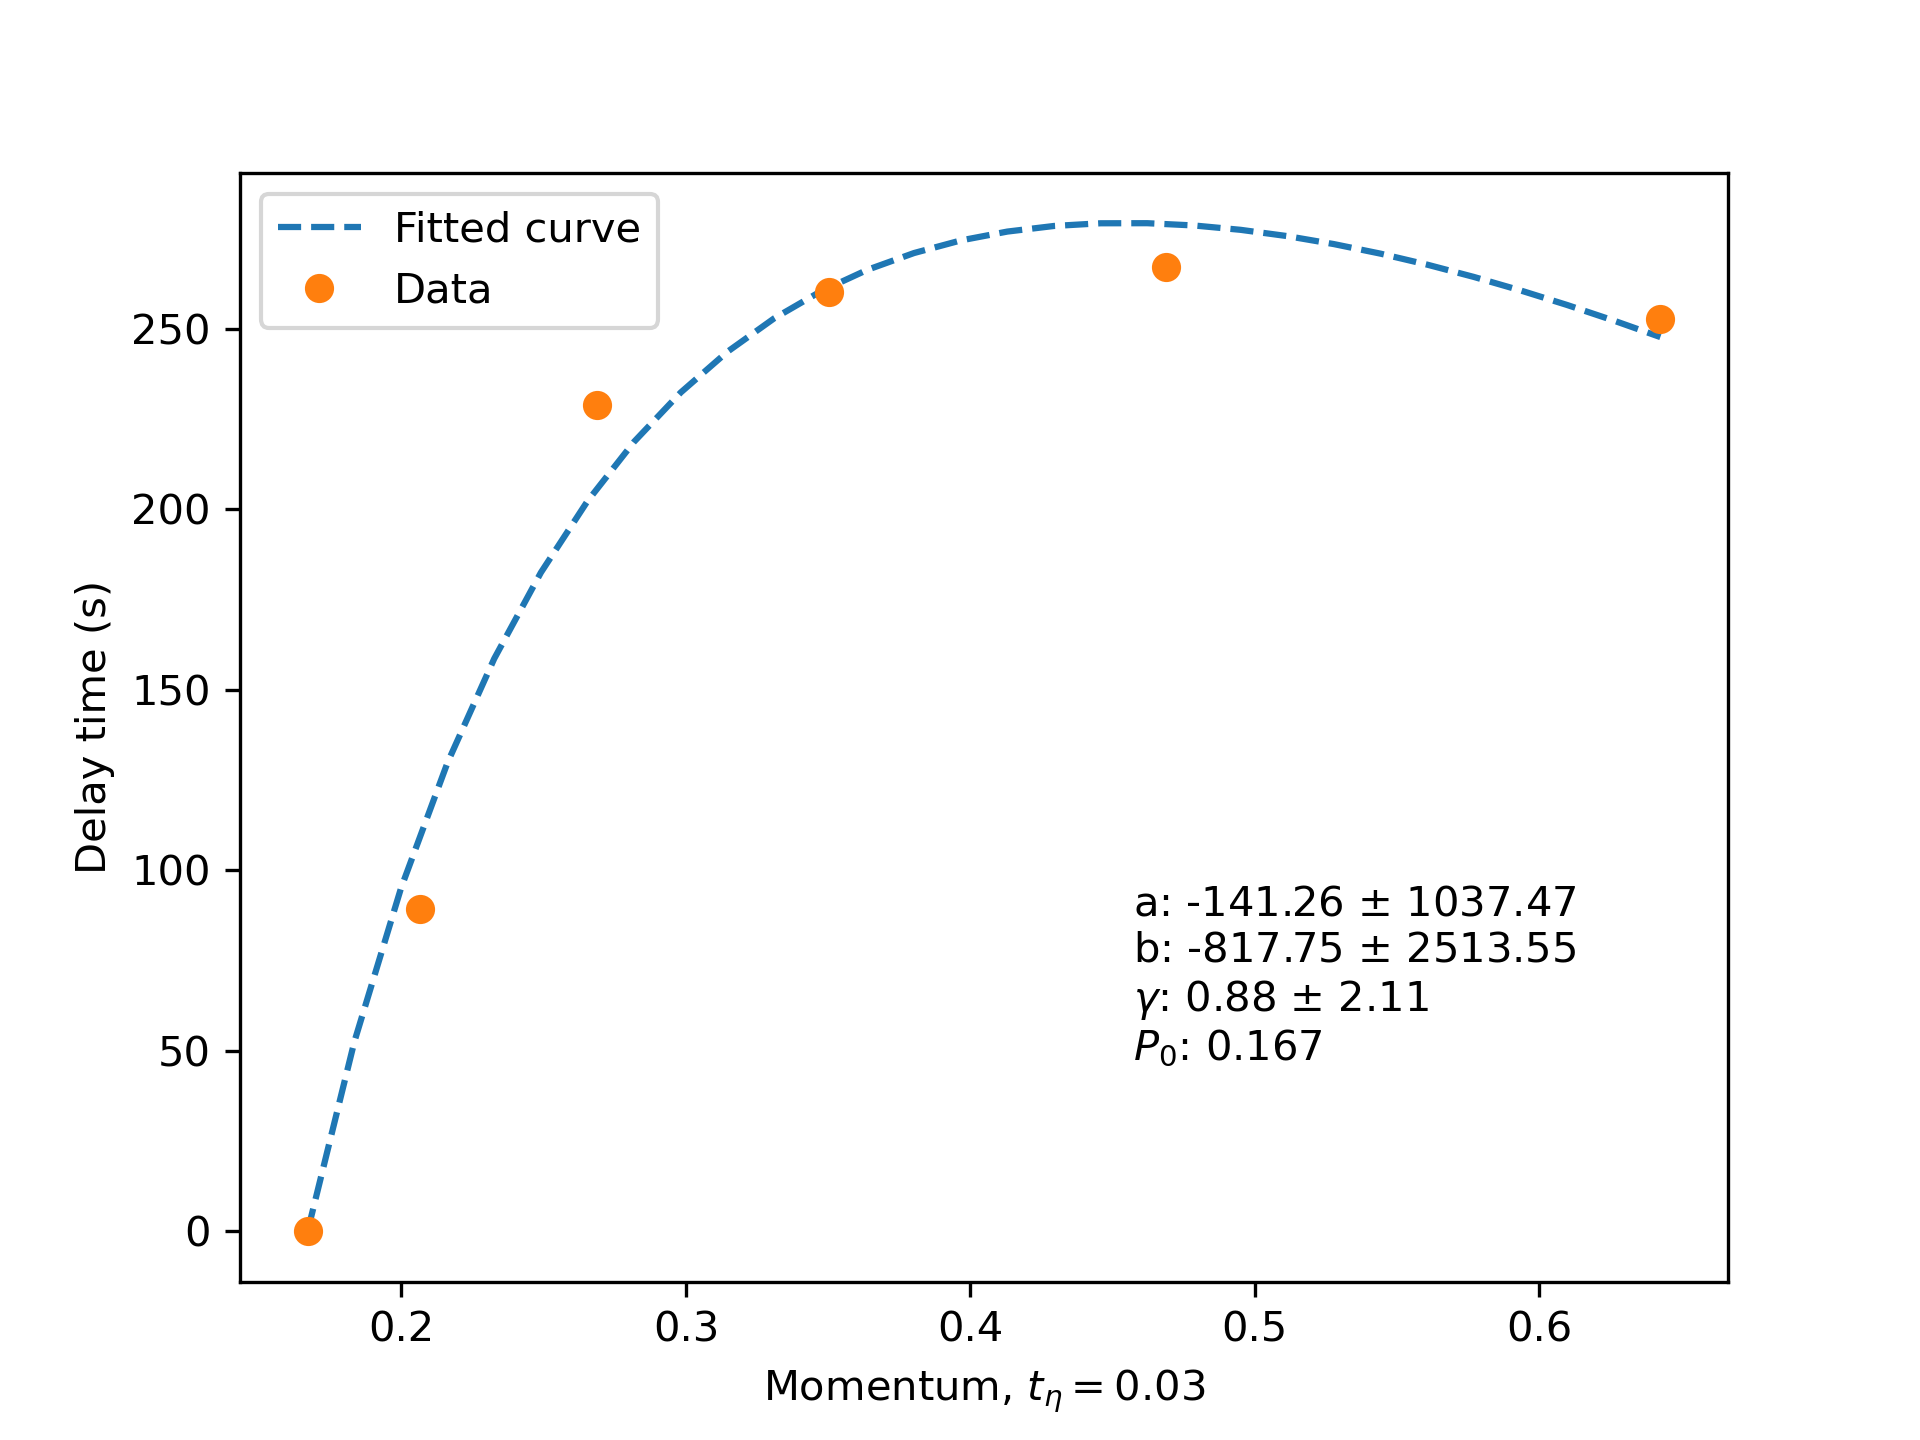 Fitted curve
Data
250
200
150
100
50
0
Delay time (s)
a: -141.26 ± 1037.47
b: -817.75 ± 2513.55
γ: 0.88 ± 2.11
P₀: 0.167
0.2 0.3 0.4 0.5 0.6
Momentum, tη = 0.03